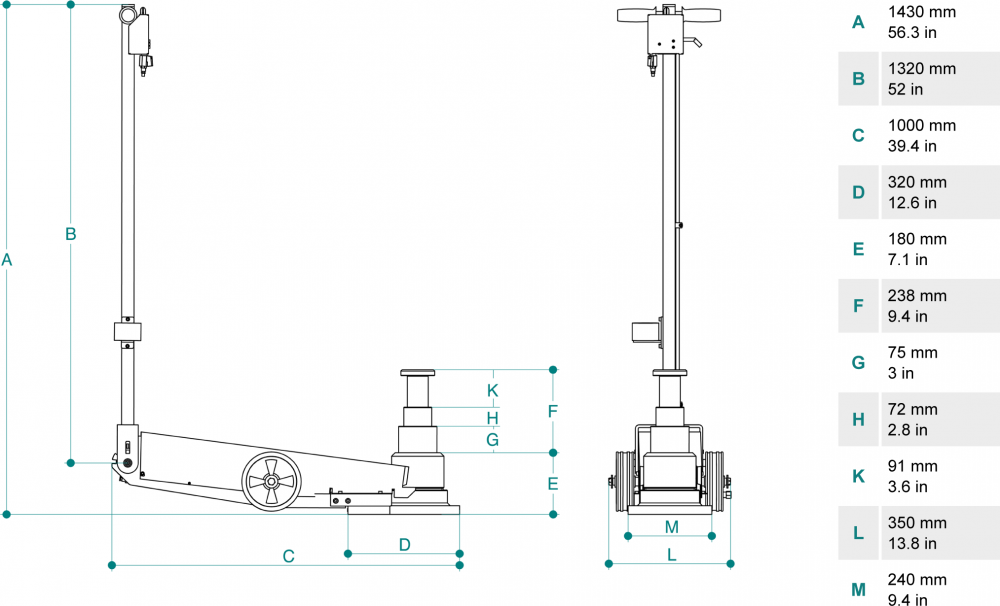 A
B
K
H
G
F
E
D
C
M
L
A
1430 mm
56.3 in
B
1320 mm
52 in
C
1000 mm
39.4 in
D
320 mm
12.6 in
E
180 mm
7.1 in
F
238 mm
9.4 in
G
75 mm
3 in
H
72 mm
2.8 in
K
91 mm
3.6 in
L
350 mm
13.8 in
M
240 mm
9.4 in